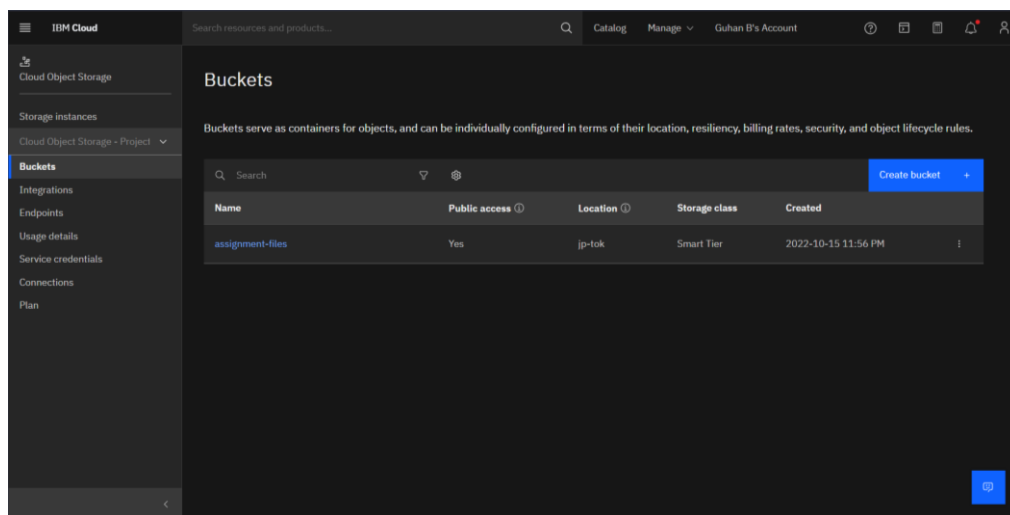 IBM Cloud
Search resources and products...
Catalog
Manage
Guhan B's Account
Cloud Object Storage
Storage instances
Cloud Object Storage - Project
Buckets
Integrations
Endpoints
Usage details
Service credentials
Connections
Plan
Buckets
Buckets serve as containers for objects, and can be individually configured in terms of their location, resiliency, billing rates, security, and object lifecycle rules.
Search
Create bucket +
Name Public access Location Storage class Created
assignment-files Yes jp-tok Smart Tier 2022-10-15 11:56 PM